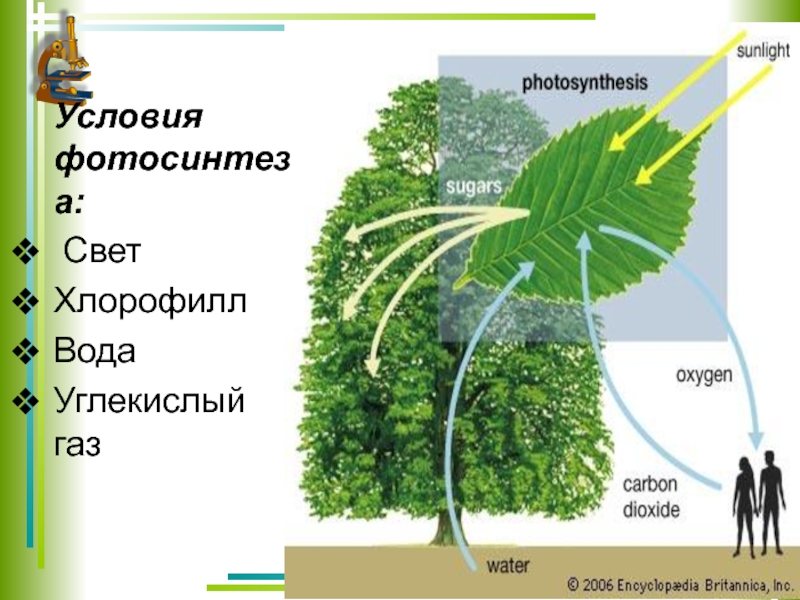 Условия
фотосинтез
а:
Свет
Хлорофилл
Вода
Углекислый
газ
sunlight
photosynthesis
sugars
oxygen
carbon
dioxide
water
© 2006 Encyclopædia Britannica, Inc.